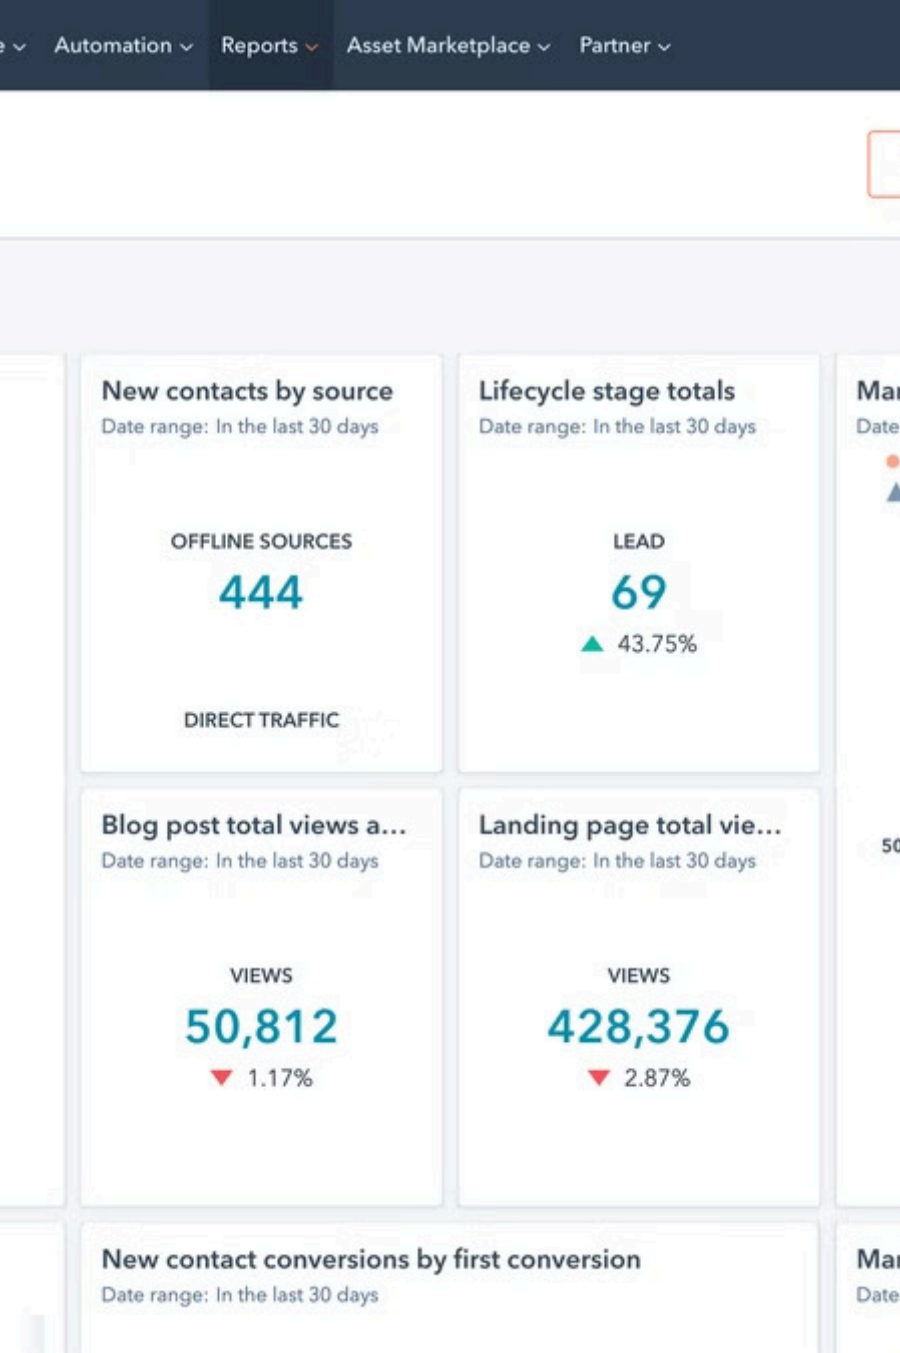 Automation Reports Asset Marketplace Partner
New contacts by source
Date range: In the last 30 days
OFFLINE SOURCES
444
DIRECT TRAFFIC
Lifecycle stage totals
Date range: In the last 30 days
LEAD
69
▲ 43.75%
Blog post total views a...
Date range: In the last 30 days
VIEWS
50,812
▼ 1.17%
Landing page total vie...
Date range: In the last 30 days
VIEWS
428,376
▼ 2.87%
New contact conversions by first conversion
Date range: In the last 30 days
Date
Date